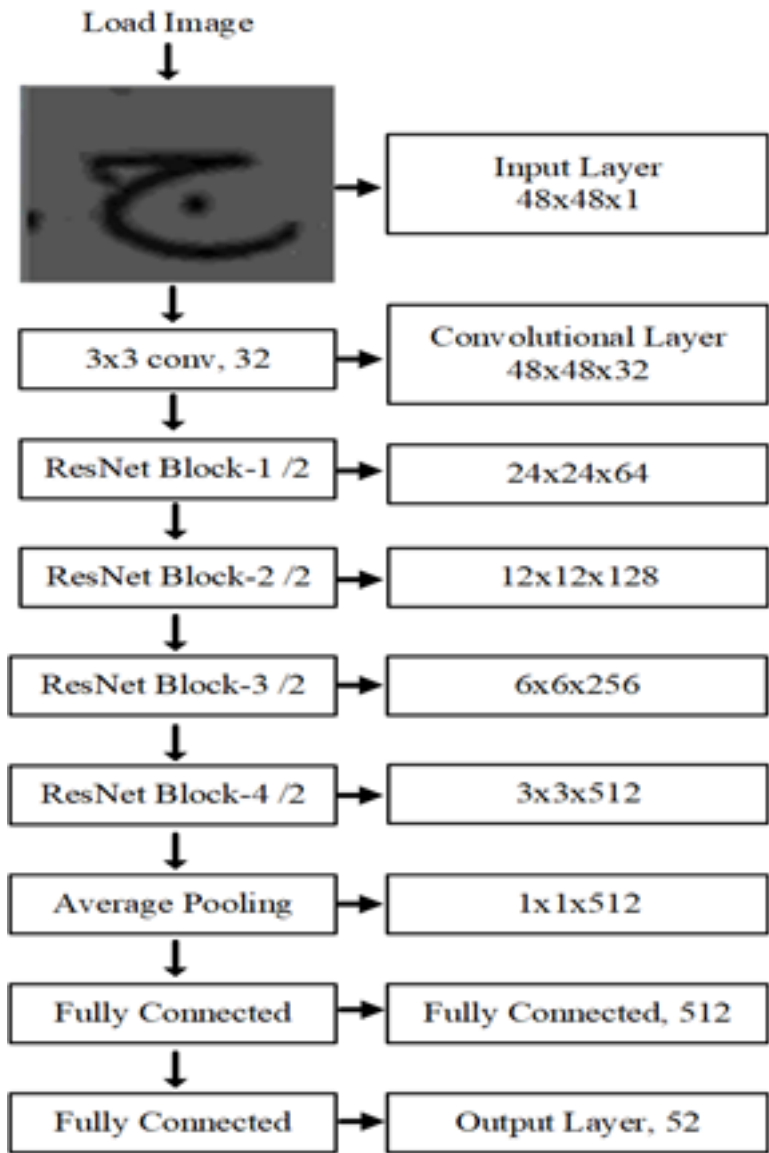 Load Image
ج
Input Layer
48x48x1
3x3 conv, 32
Convolutional Layer
48x48x32
ResNet Block-1 /2
24x24x64
ResNet Block-2 /2
12x12x128
ResNet Block-3 /2
6x6x256
ResNet Block-4 /2
3x3x512
Average Pooling
1x1x512
Fully Connected
Fully Connected, 512
Fully Connected
Output Layer, 52